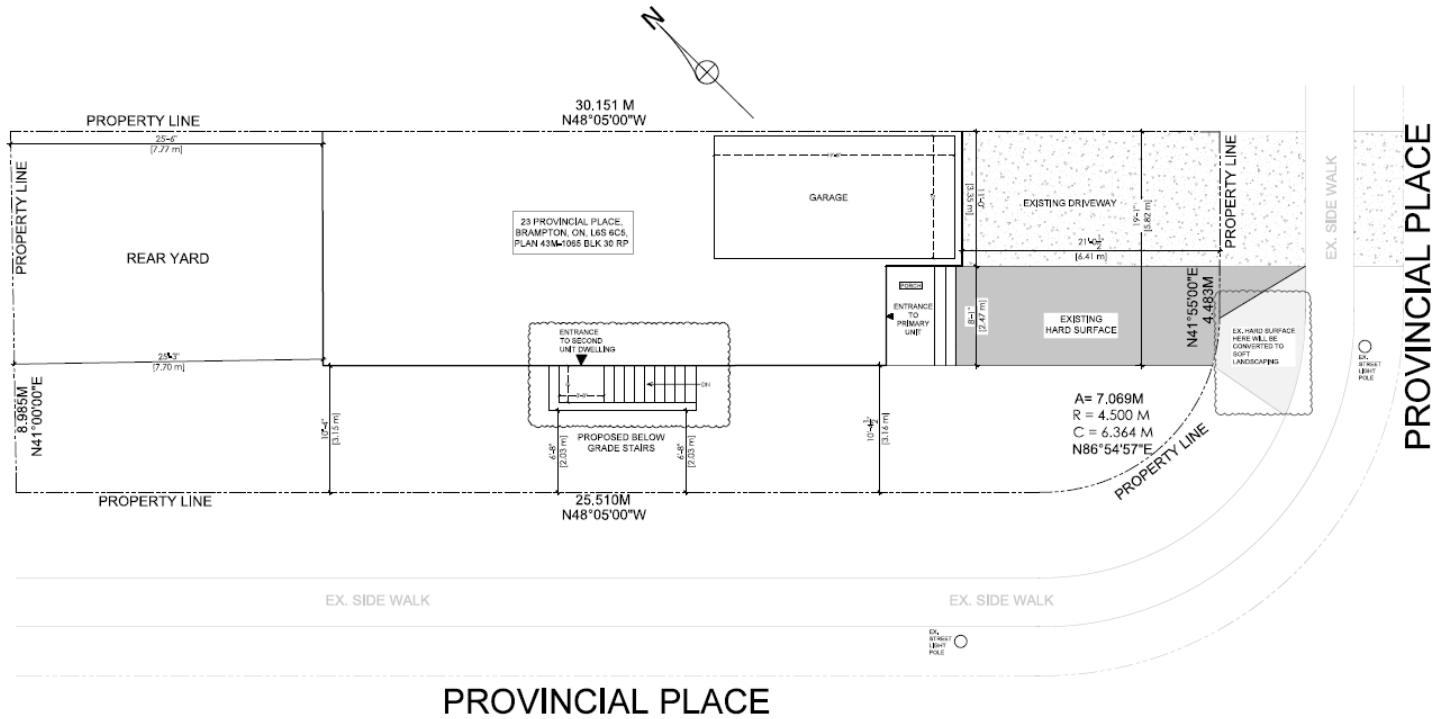 N
30.151 M
N48°05'00"W
PROPERTY LINE
25'-6"
[7.77 m]
PROPERTY LINE
REAR YARD
23 PROVINCIAL PLACE,
BRAMPTON, ON, L6S 6C5,
PLAN 43M-1065 BLK 30 RP
GARAGE
11'-0"
[3.35 m]
EXISTING DRIVEWAY
19'-1"
[5.82 m]
21'-0½"
[6.41 m]
PROPERTY LINE
EX. SIDE WALK
PROVINCIAL PLACE
PORCH
ENTRANCE
TO
PRIMARY
UNIT
8'-1"
[2.47 m]
EXISTING
HARD SURFACE
N41°55'00"E
4.483M
EX. HARD SURFACE
HERE WILL BE
CONVERTED TO
SOFT
LANDSCAPING
EX.
STREET
LIGHT
POLE
25'-3"
[7.70 m]
8.985M
N41°00'00"E
ENTRANCE
TO SECOND
UNIT DWELLING
DN
PROPOSED BELOW
GRADE STAIRS
10'-4"
[3.15 m]
6'-8"
[2.03 m]
6'-8"
[2.03 m]
10'-4½"
[3.16 m]
A= 7.069M
R = 4.500 M
C = 6.364 M
N86°54'57"E
PROPERTY LINE
PROPERTY LINE
25.510M
N48°05'00"W
EX. SIDE WALK
EX. SIDE WALK
EX.
STREET
LIGHT
POLE
PROVINCIAL PLACE